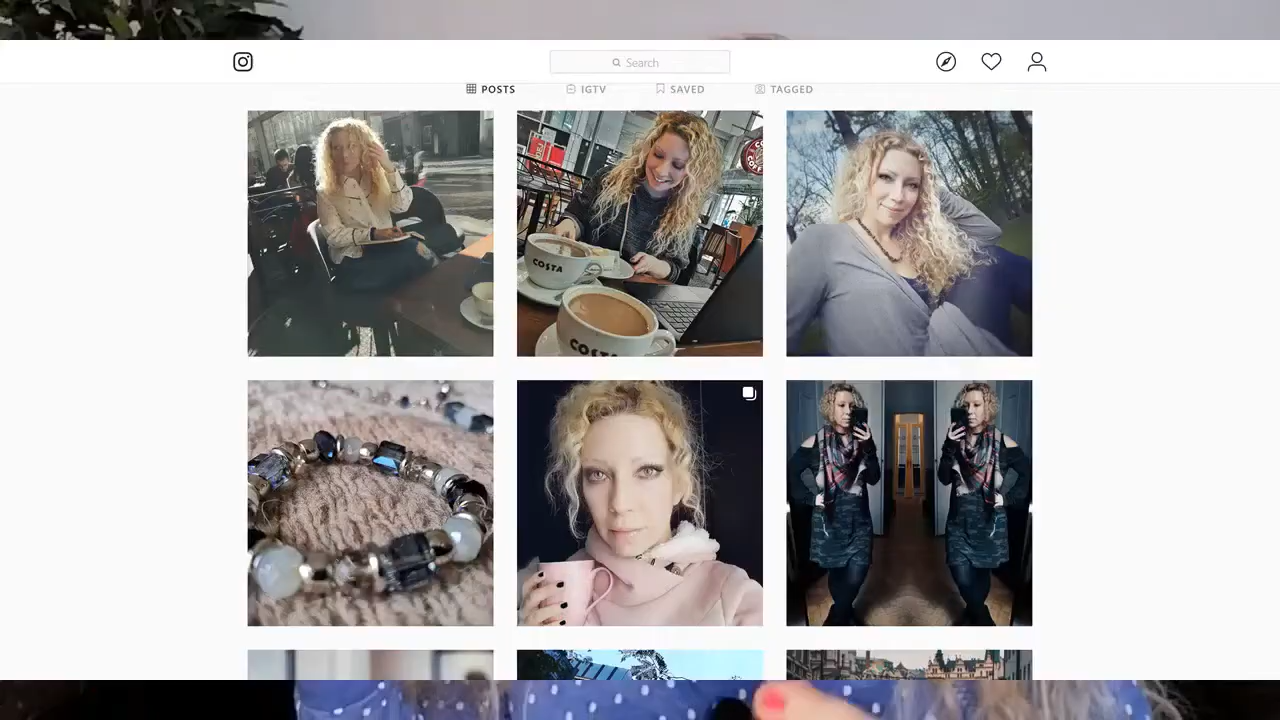 Search
POSTS
IGTV
SAVED
TAGGED
COSTA
COSTA